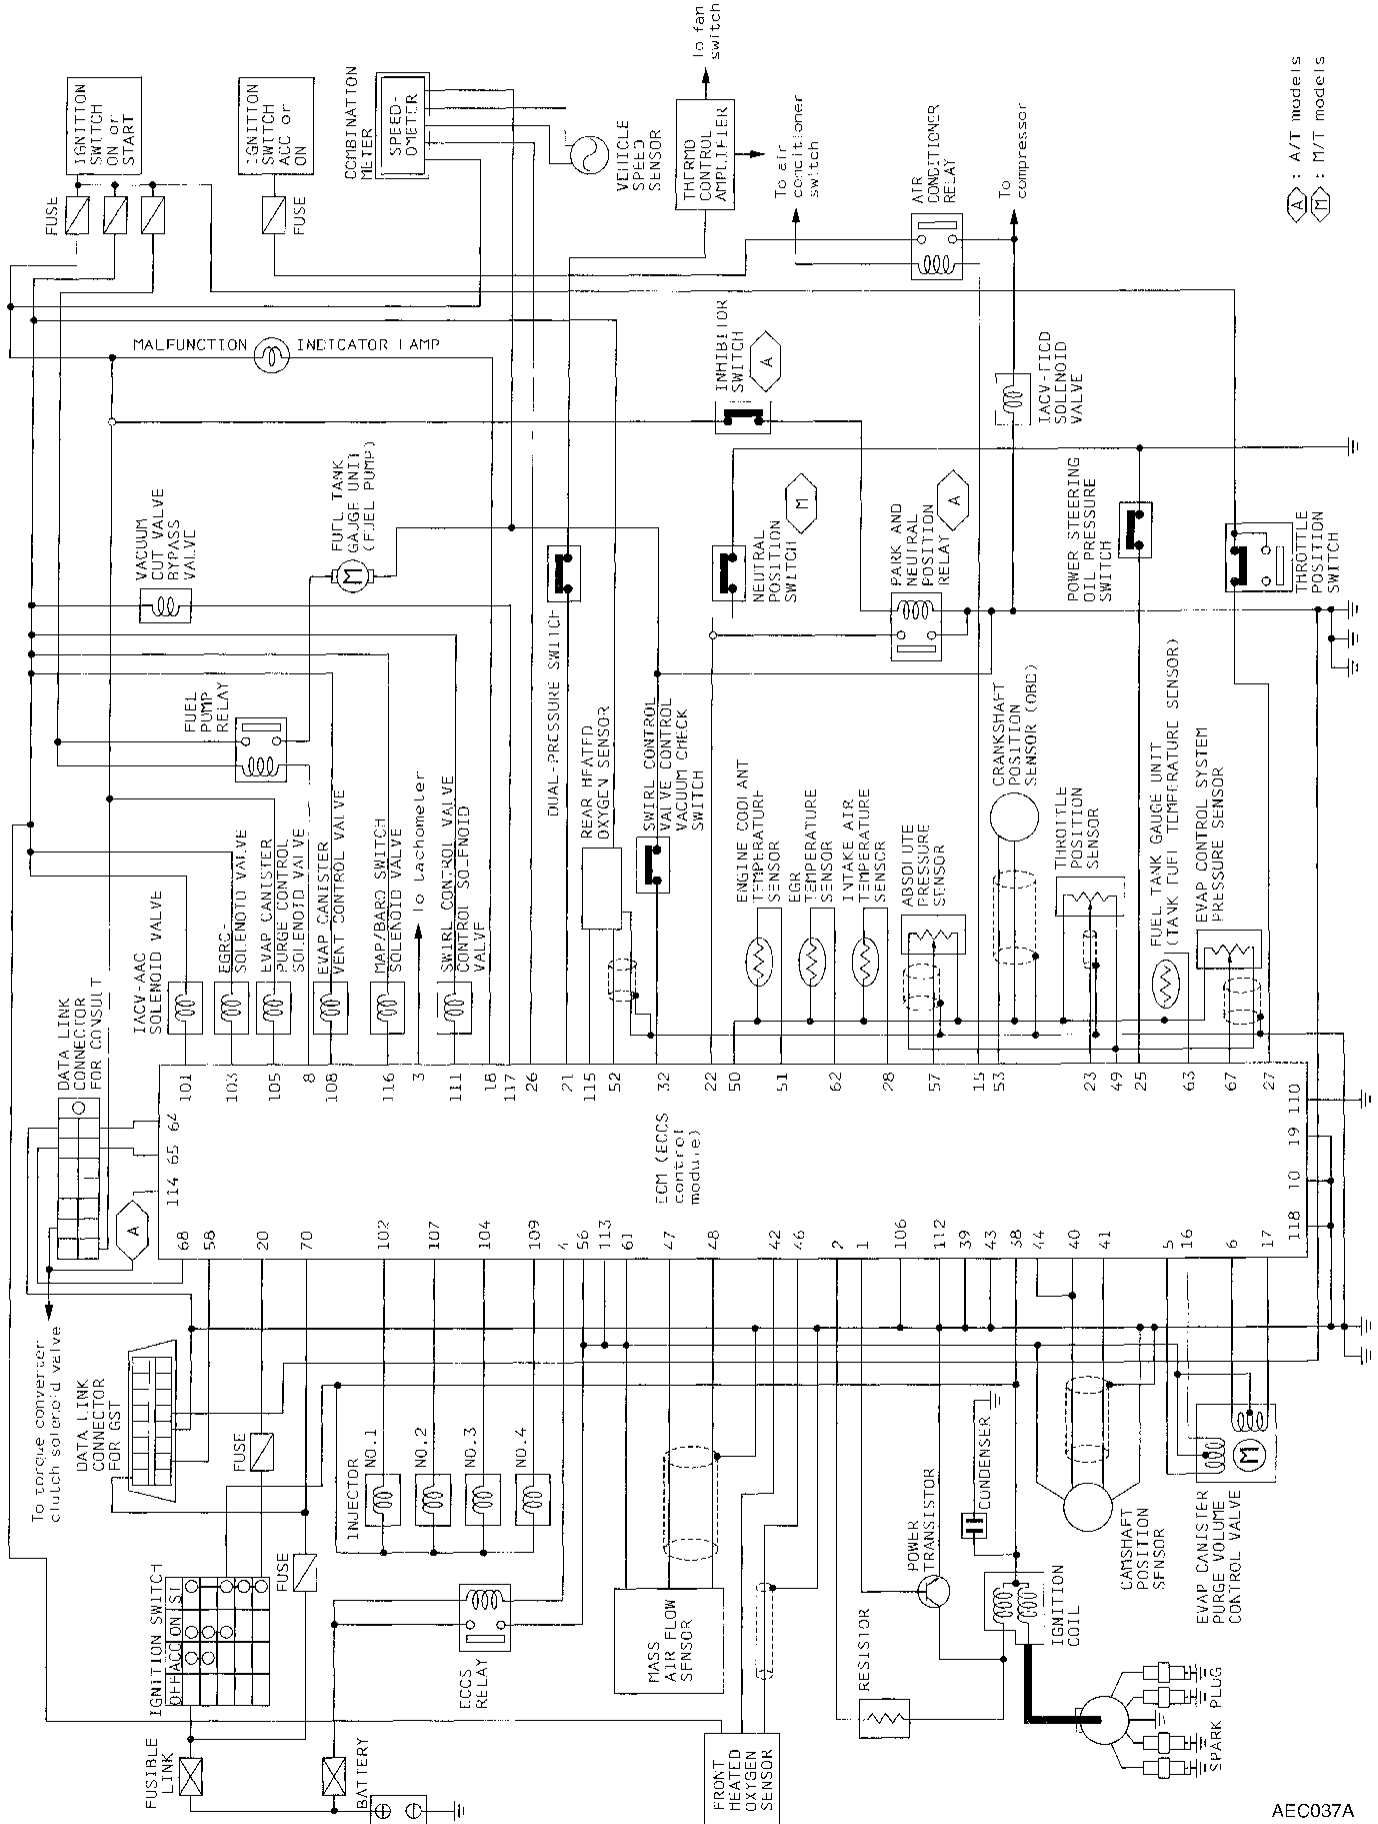 IGNITION
SWITCH
ON or
START
FUSE
IGNITION
SWITCH
ACC or
ON
FUSE
COMBINATION
METER
SPEED-
OMETER
VEHICLE
SPEED
SENSOR
THERMO
CONTROL
AMPLIFIER
To fan
switch
To air
conditioner
switch
AIR
CONDITIONER
RELAY
To
compressor
A : A/T models
M : M/T models
MALFUNCTION INDICATOR LAMP
INHIBITOR
SWITCH
A
IACV-FICD
SOLENOID
VALVE
VACUUM
CUT VALVE
BYPASS
VALVE
FUEL TANK
GAUGE UNIT
(FUEL PUMP)
M
NEUTRAL
POSITION
SWITCH
M
PARK AND
NEUTRAL
POSITION
RELAY
A
POWER STEERING
OIL PRESSURE
SWITCH
THROTTLE
POSITION
SWITCH
FUEL
PUMP
RELAY
DUAL-PRESSURE SWITCH
REAR HEATED
OXYGEN SENSOR
SWIRL CONTROL
VALVE CONTROL
VACUUM CHECK
SWITCH
CRANKSHAFT
POSITION
SENSOR (OBD)
ENGINE COOLANT
TEMPERATURE
SENSOR
EGR
TEMPERATURE
SENSOR
INTAKE AIR
TEMPERATURE
SENSOR
ABSOLUTE
PRESSURE
SENSOR
THROTTLE
POSITION
SENSOR
FUEL TANK GAUGE UNIT
(TANK FUEL TEMPERATURE SENSOR)
EVAP CONTROL SYSTEM
PRESSURE SENSOR
DATA LINK
CONNECTOR
FOR CONSULT
IACV-AAC
SOLENOID VALVE
EGRC-
SOLENOID VALVE
EVAP CANISTER
PURGE CONTROL
SOLENOID VALVE
EVAP CANISTER
VENT CONTROL VALVE
MAP/BARO SWITCH
SOLENOID VALVE
To tachometer
SWIRL CONTROL VALVE
CONTROL SOLENOID
VALVE
101 103 105 8 108 116 3 111 18 117 26 21 115 52 32 22 50 51 62 28 57 15 53 23 49 25 63 67 27
114 65 64
A
ECM (ECCS
control
module)
118 10 19 110
68 58 20 70 102 107 104 109 4 56 113 61 47 48 42 46 2 1 106 112 39 43 38 44 40 41 5 16 6 17
To torque converter
clutch solenoid valve
DATA LINK
CONNECTOR
FOR GST
FUSE
INJECTOR
NO.1
NO.2
NO.3
NO.4
IGNITION SWITCH
OFF ACC ON ST
FUSE
ECCS
RELAY
MASS
AIR FLOW
SENSOR
POWER
TRANSISTOR
CONDENSER
RESISTOR
IGNITION
COIL
CAMSHAFT
POSITION
SENSOR
EVAP CANISTER
PURGE VOLUME
CONTROL VALVE
M
FUSIBLE
LINK
BATTERY
FRONT
HEATED
OXYGEN
SENSOR
SPARK PLUG
AEC037A